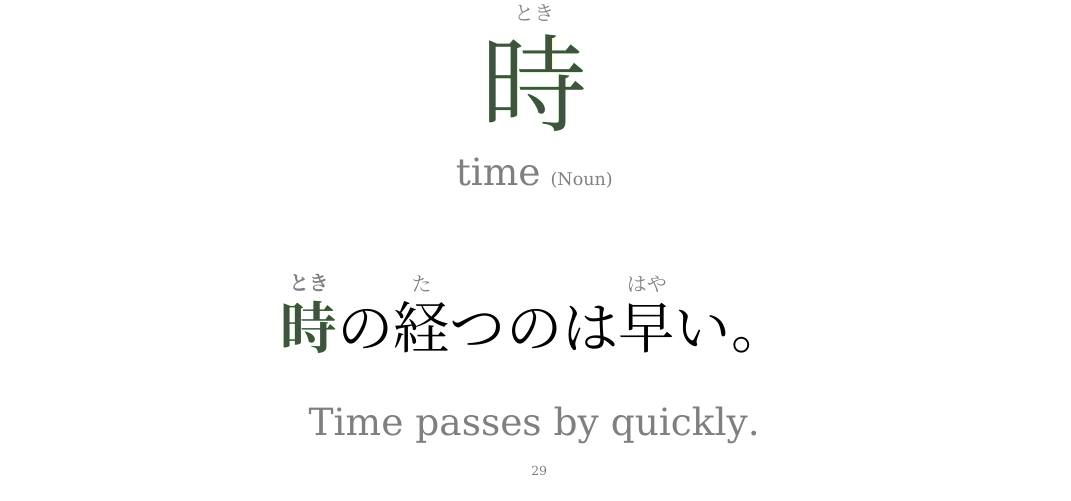 とき
時
time (Noun)
とき た はや
時の経つのは早い。
Time passes by quickly.
29